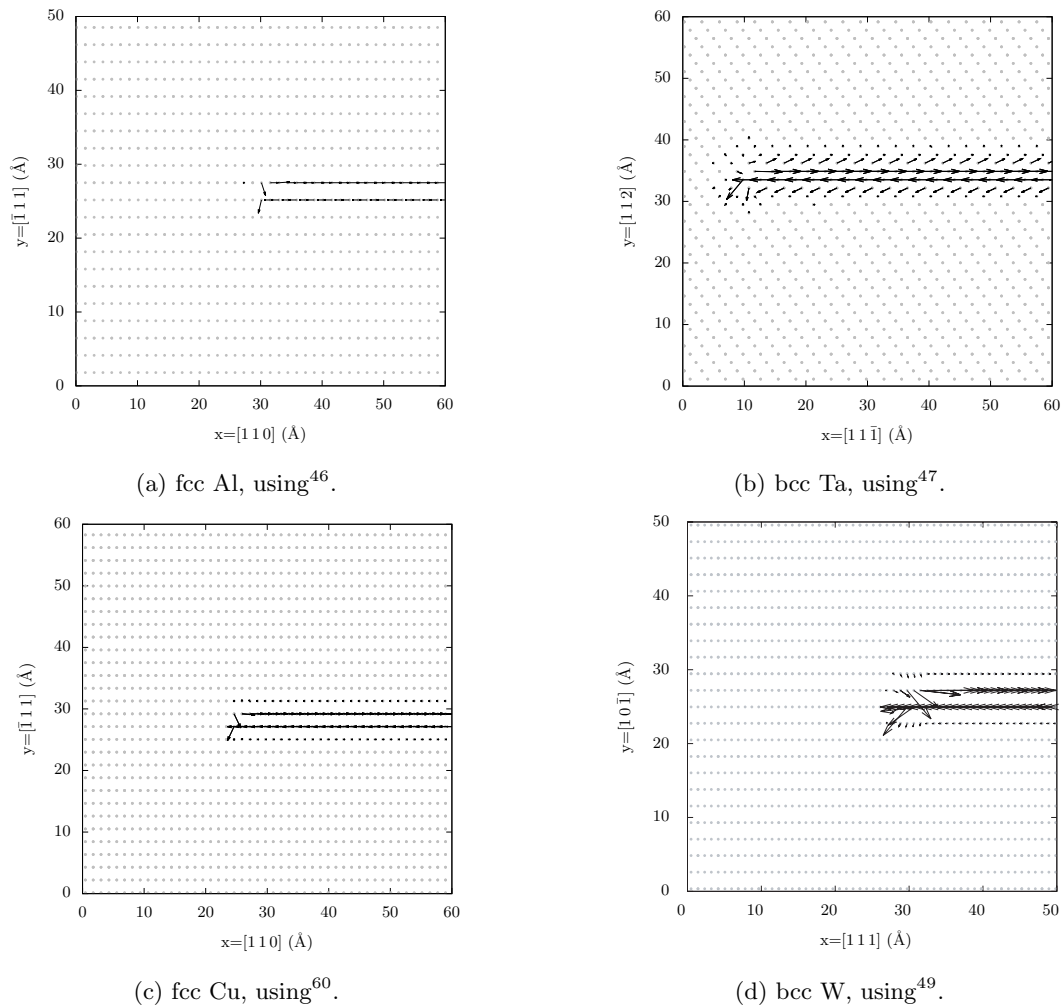 50
40
30
20
10
0
y=[1̄ 1 1] (Å)
0 10 20 30 40 50 60
x=[1 1 0] (Å)
(a) fcc Al, using46.
60
50
40
30
20
10
0
y=[1 1 2] (Å)
0 10 20 30 40 50 60
x=[1 1 1̄] (Å)
(b) bcc Ta, using47.
60
50
40
30
20
10
0
y=[1̄ 1 1] (Å)
0 10 20 30 40 50 60
x=[1 1 0] (Å)
(c) fcc Cu, using60.
50
40
30
20
10
0
y=[1 0 1̄] (Å)
0 10 20 30 40 50
x=[1 1 1] (Å)
(d) bcc W, using49.